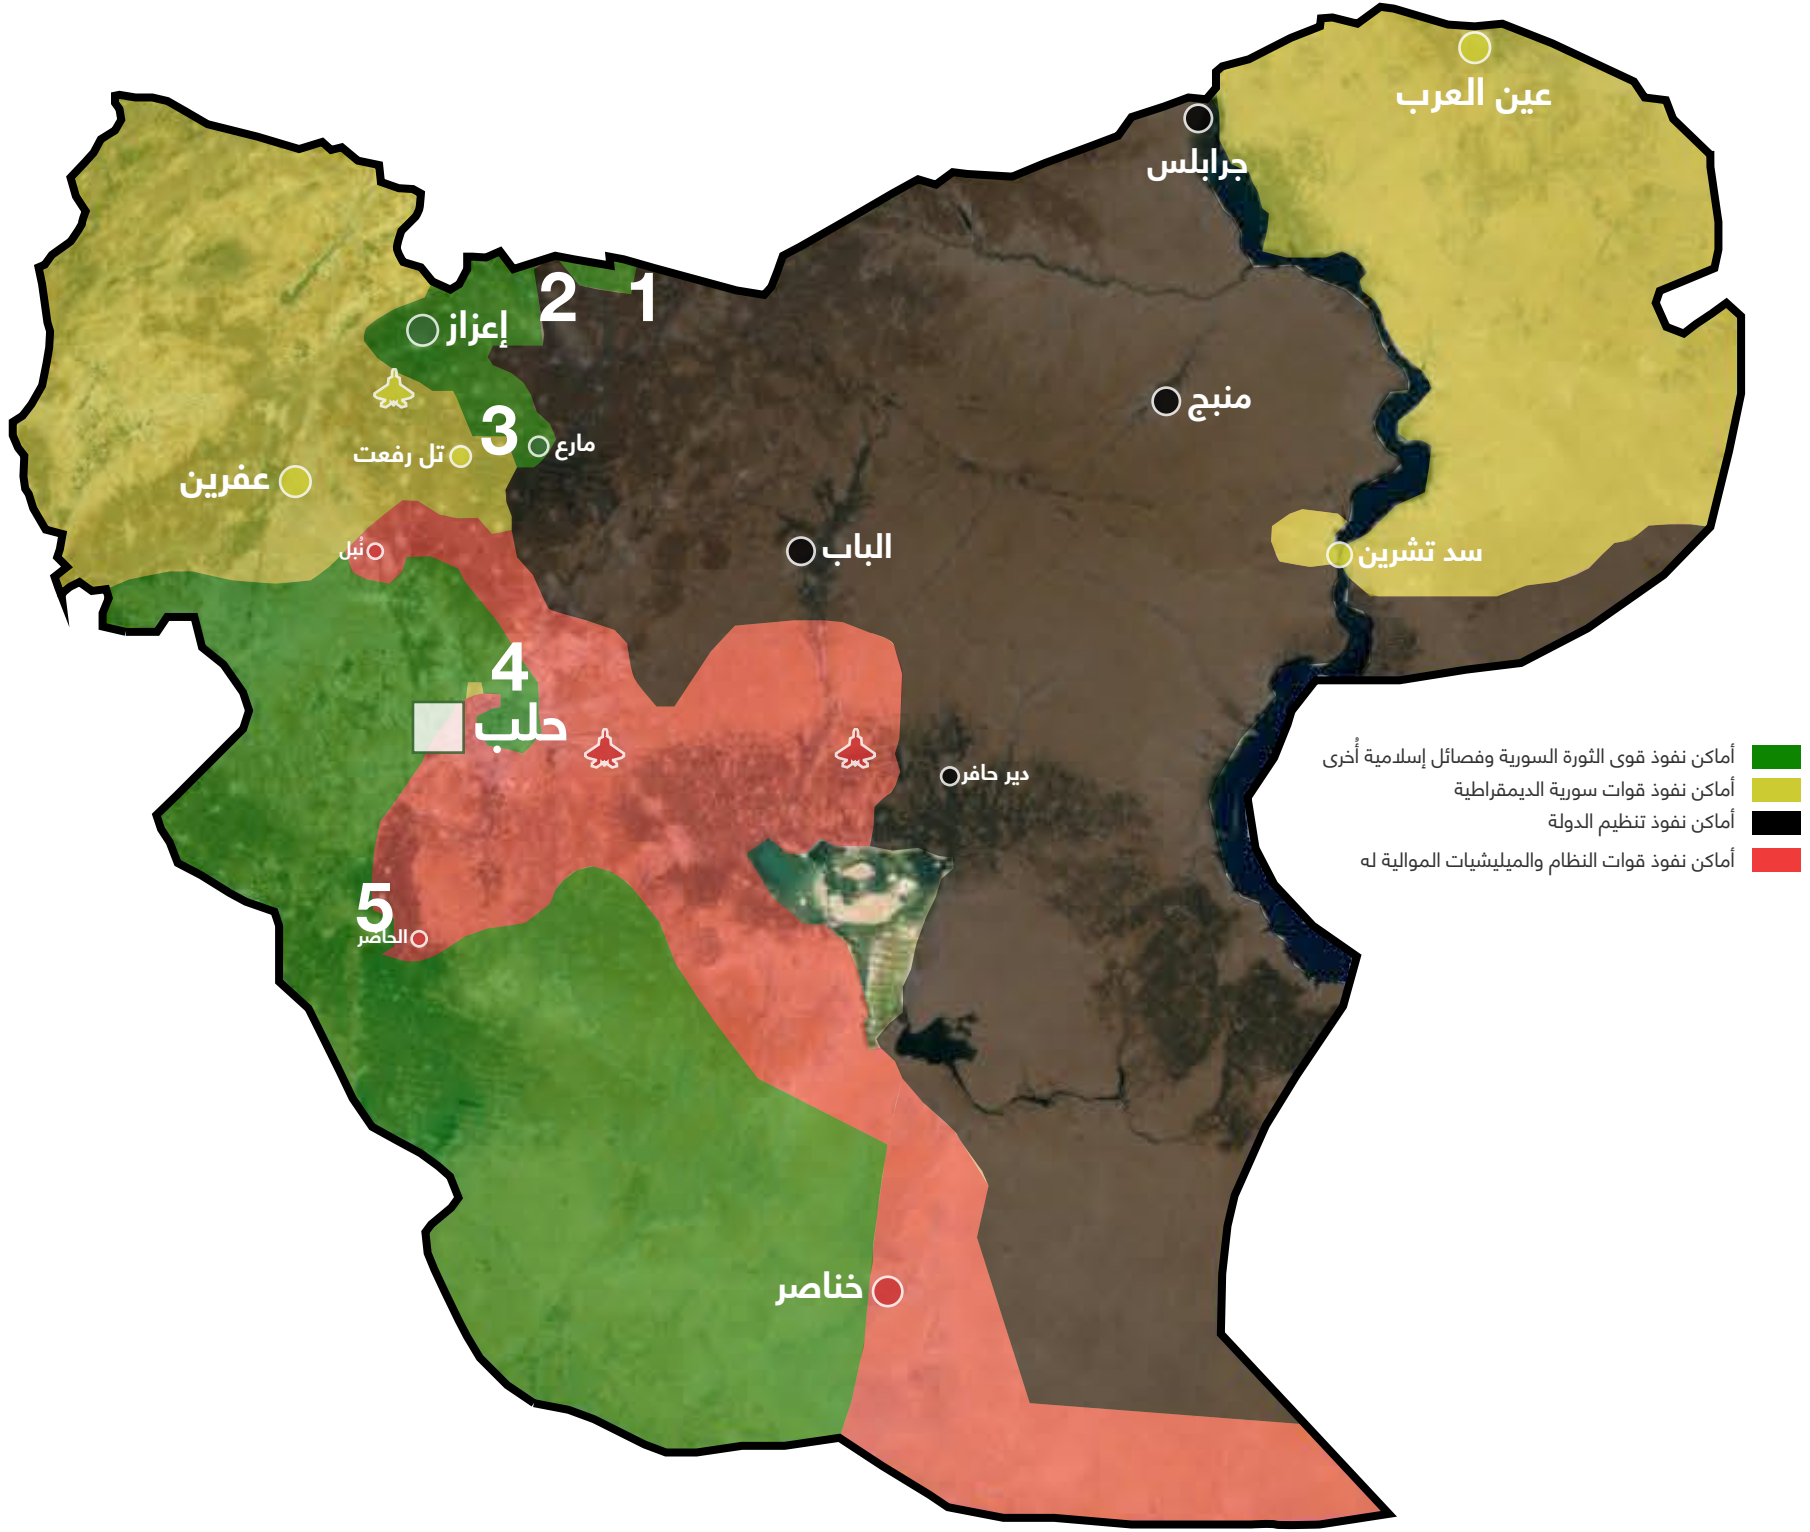 عين العرب
جرابلس
2
1
إعزاز
منبج
3
مارع
تل رفعت
عفرين
الباب
سد تشرين
نُبل
4
حلب
دير حافر
أماكن نفوذ قوى الثورة السورية وفصائل إسلامية أُخرى
أماكن نفوذ قوات سورية الديمقراطية
أماكن نفوذ تنظيم الدولة
أماكن نفوذ قوات النظام والميليشيات الموالية له
5
الحاضر
خناصر